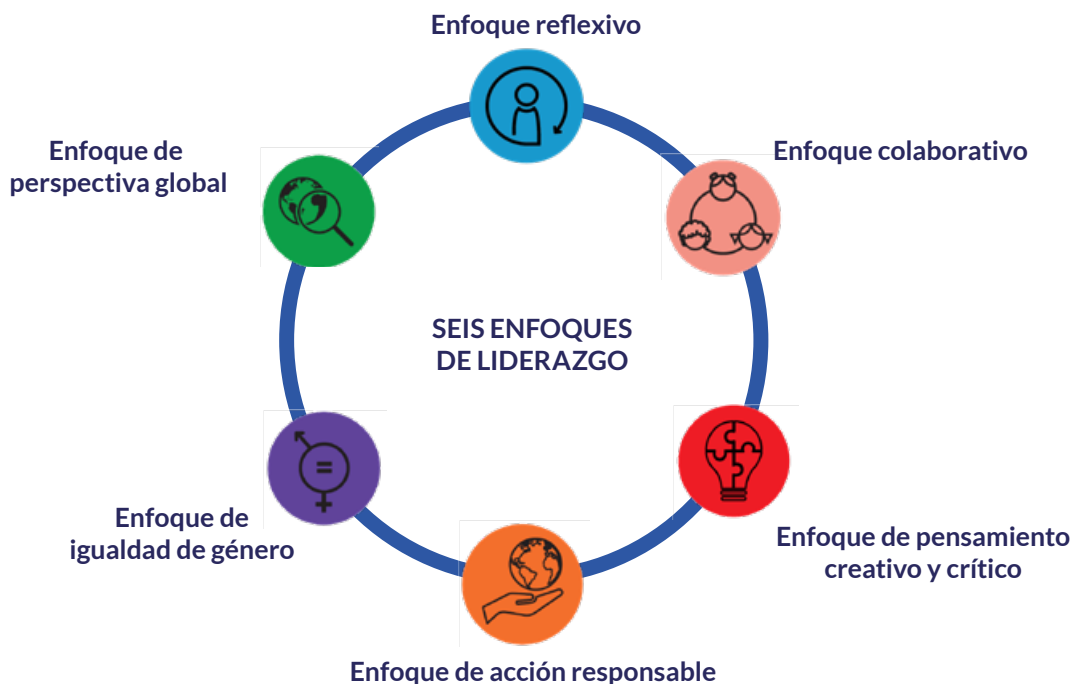 Enfoque reflexivo
Enfoque de
perspectiva global
Enfoque colaborativo
SEIS ENFOQUES
DE LIDERAZGO
Enfoque de
igualdad de género
Enfoque de pensamiento
creativo y crítico
Enfoque de acción responsable